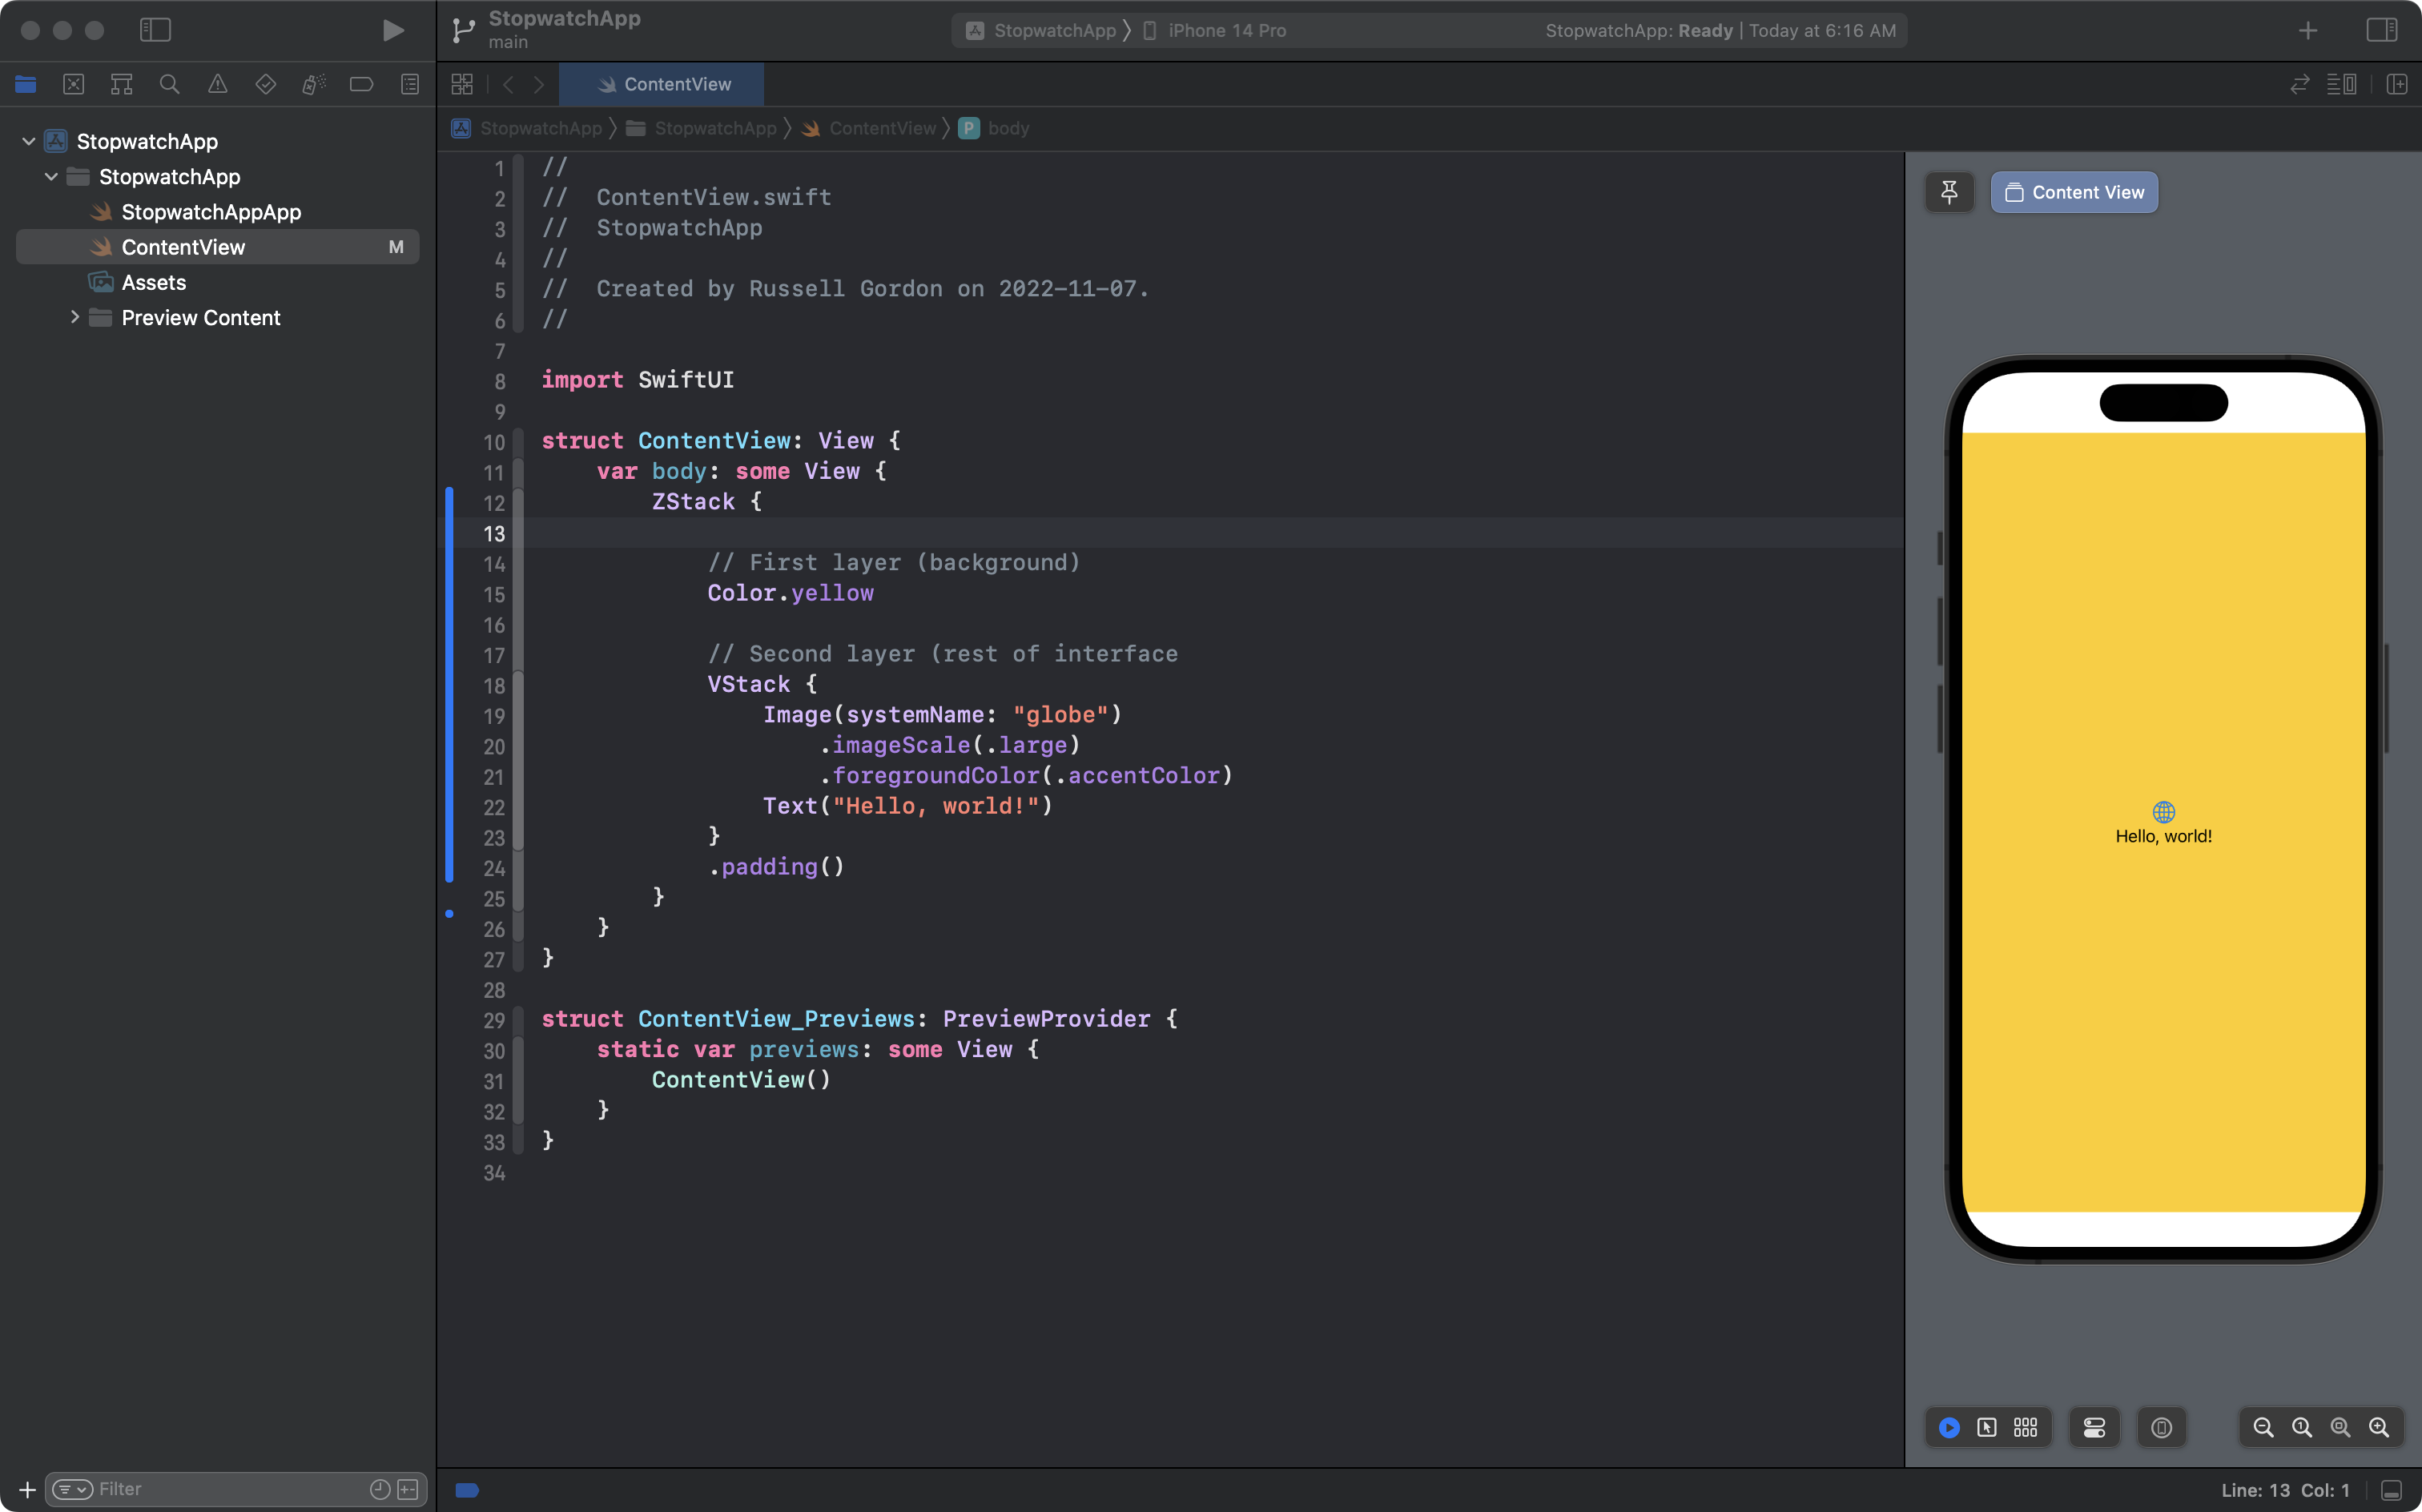 StopwatchApp
main
StopwatchApp
iPhone 14 Pro
StopwatchApp: Ready | Today at 6:16 AM
ContentView
StopwatchApp
StopwatchApp
ContentView
P
body
StopwatchApp
StopwatchApp
StopwatchAppApp
ContentView M
Assets
Preview Content
1 //
2 //  ContentView.swift
3 //  StopwatchApp
4 //
5 //  Created by Russell Gordon on 2022-11-07.
6 //
7
8 import SwiftUI
9
10 struct ContentView: View {
11     var body: some View {
12         ZStack {
13
14             // First layer (background)
15             Color.yellow
16
17             // Second layer (rest of interface
18             VStack {
19                 Image(systemName: "globe")
20                     .imageScale(.large)
21                     .foregroundColor(.accentColor)
22                 Text("Hello, world!")
23             }
24             .padding()
25         }
26     }
27 }
28
29 struct ContentView_Previews: PreviewProvider {
30     static var previews: some View {
31         ContentView()
32     }
33 }
34
Content View
Hello, world!
Filter
Line: 13 Col: 1